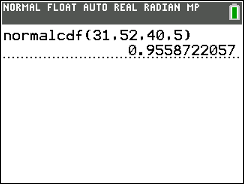 NORMAL FLOAT AUTO REAL RADIAN MP
normalcdf(31,52,40,5)
0.9558722057